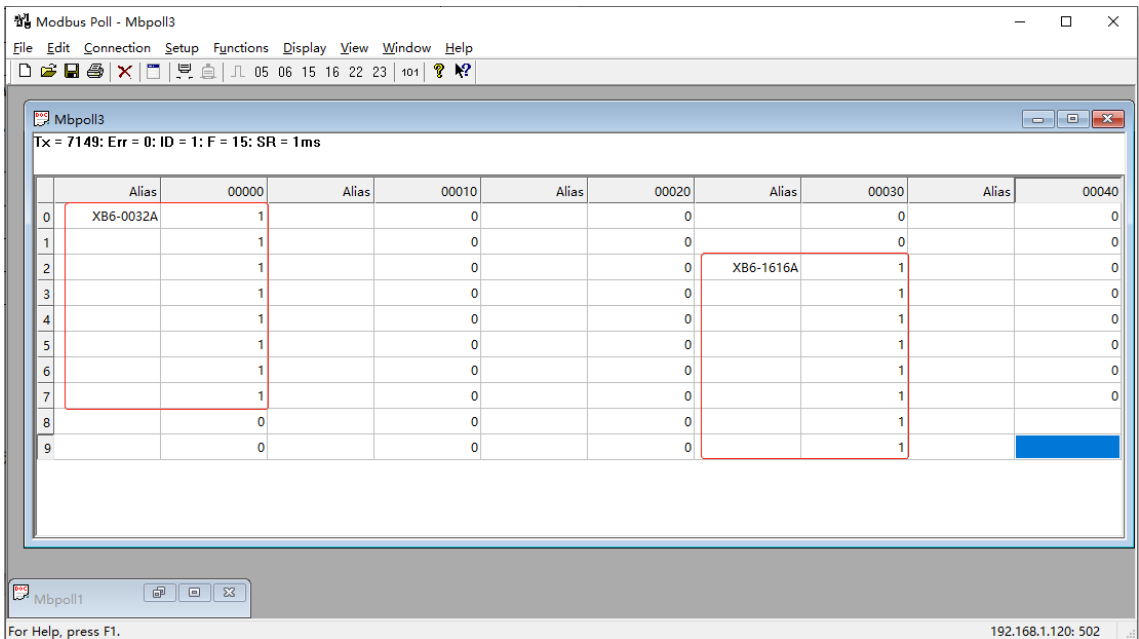 Modbus Poll - Mbpoll3
File Edit Connection Setup Functions Display View Window Help
05 06 15 16 22 23 101
Mbpoll3
Tx = 7149: Err = 0: ID = 1: F = 15: SR = 1ms
Alias 00000 Alias 00010 Alias 00020 Alias 00030 Alias 00040
0 XB6-0032A 1 0 0 0 0
1 1 0 0 0 0
2 1 0 0 XB6-1616A 1 0
3 1 0 0 1 0
4 1 0 0 1 0
5 1 0 0 1 0
6 1 0 0 1 0
7 1 0 0 1 0
8 0 0 0 1
9 0 0 0 1
Mbpoll1
For Help, press F1. 192.168.1.120: 502